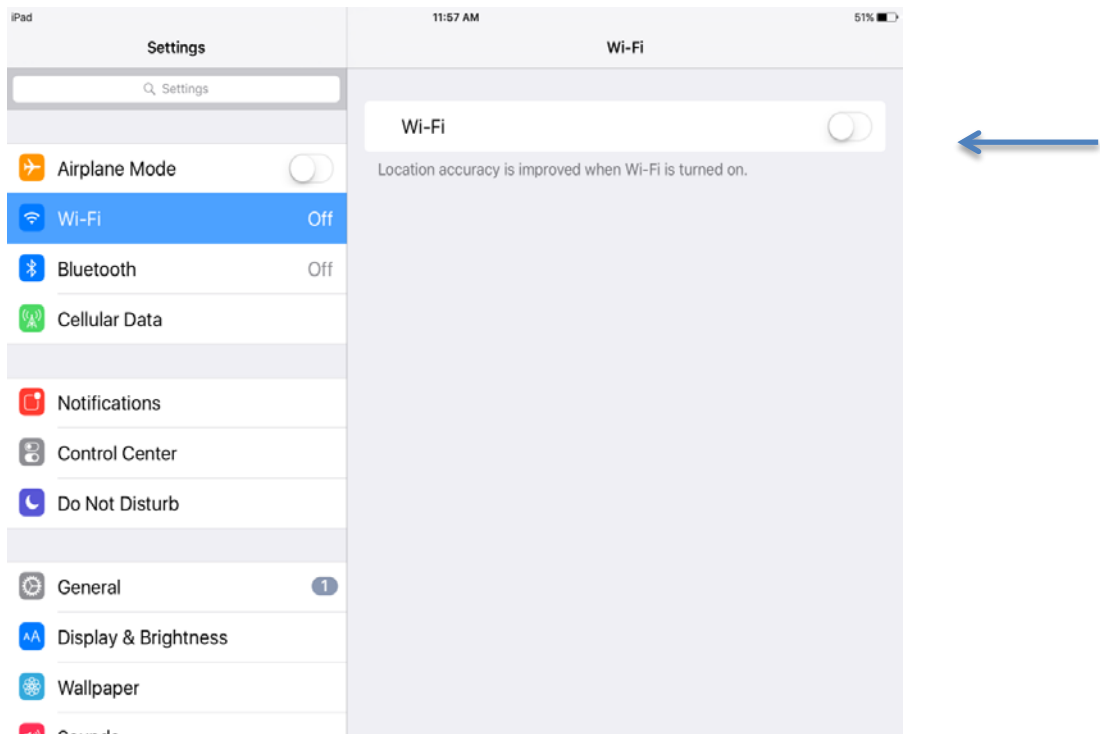 iPad 11:57 AM 51%
Settings Wi-Fi
Settings
Wi-Fi
Location accuracy is improved when Wi-Fi is turned on.
Airplane Mode
Wi-Fi Off
Bluetooth Off
Cellular Data
Notifications
Control Center
Do Not Disturb
General 1
AA Display & Brightness
Wallpaper
Sounds